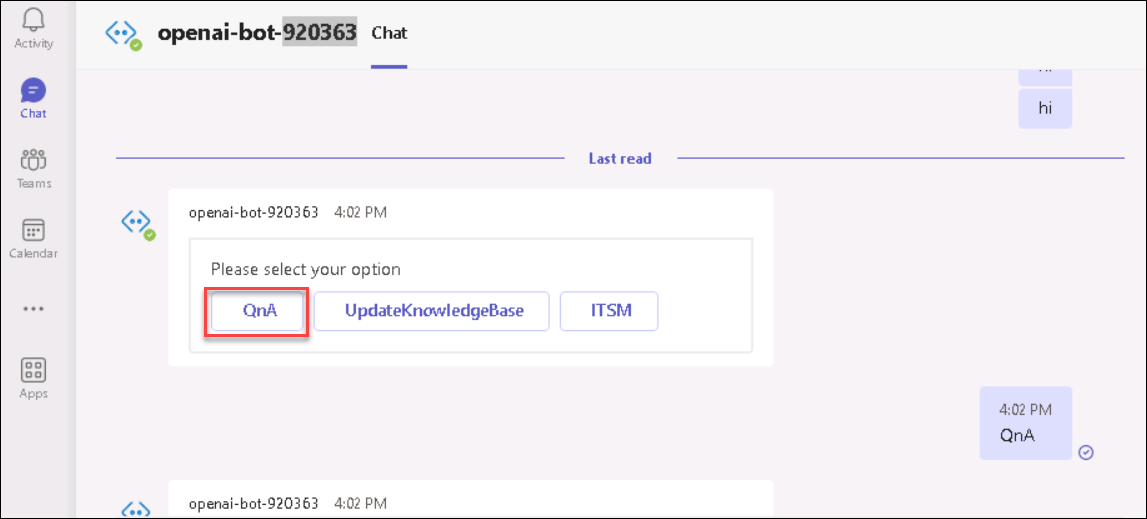 Activity
Chat
Teams
Calendar
Apps
openai-bot-920363 Chat
hi
Last read
openai-bot-920363 4:02 PM
Please select your option
QnA UpdateKnowledgeBase ITSM
4:02 PM
QnA
openai-bot-920363 4:02 PM